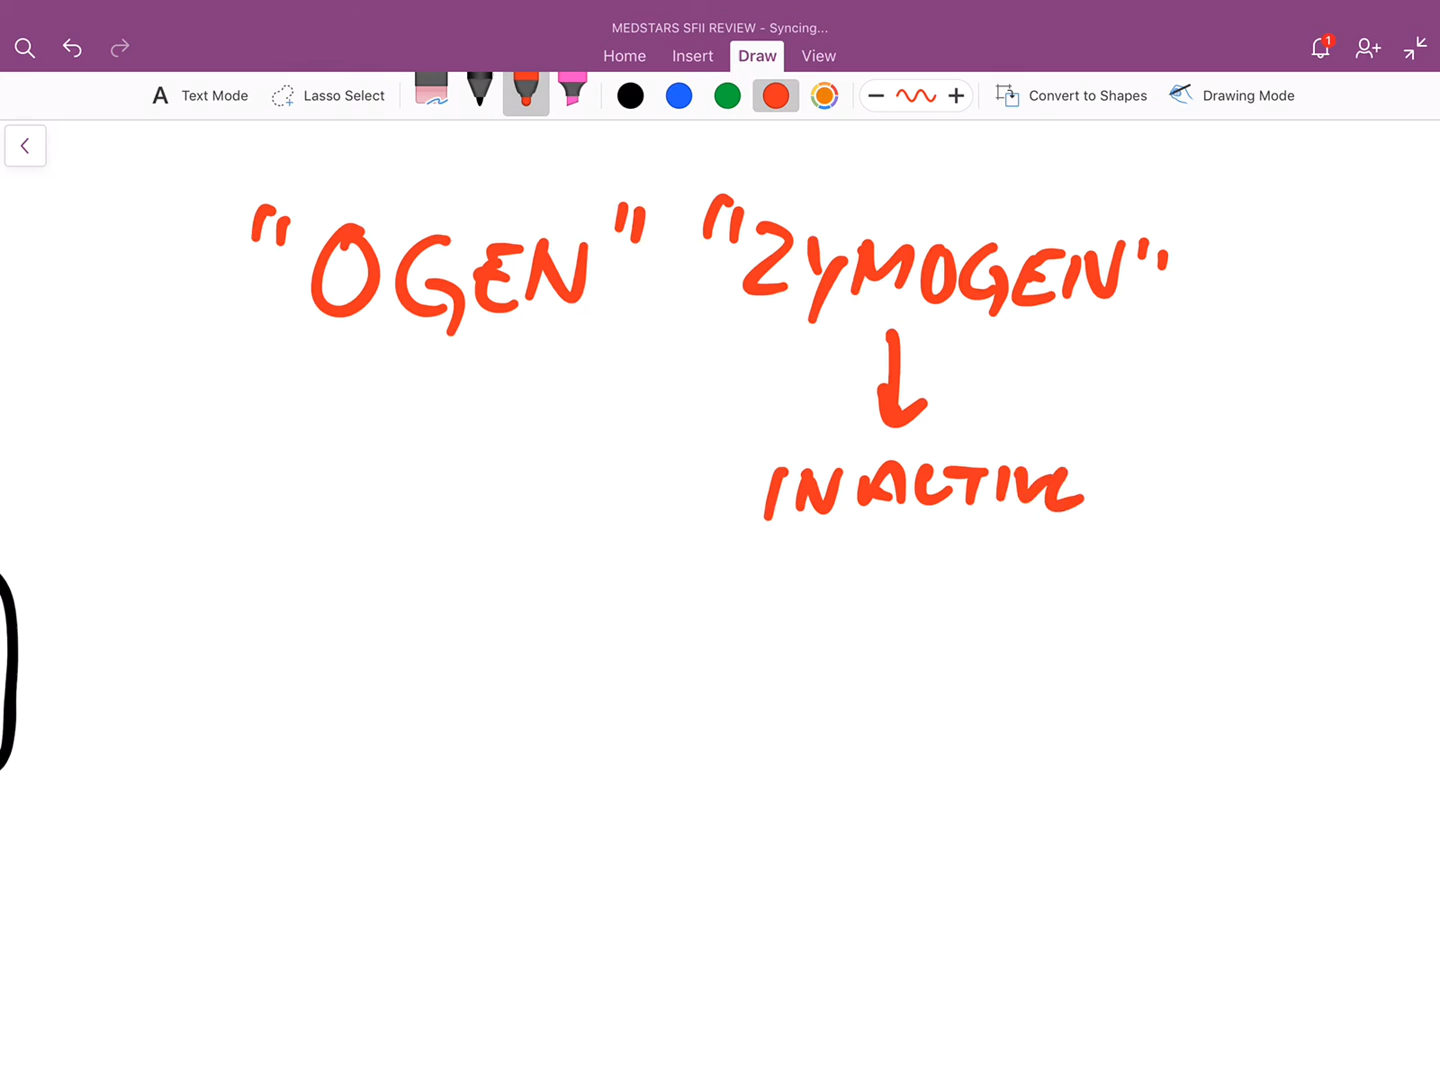 MEDSTARS SFII REVIEW - Syncing...
Home Insert Draw View
1
A Text Mode Lasso Select Convert to Shapes Drawing Mode
"OGEN" "ZYMOGEN"
INACTIVE